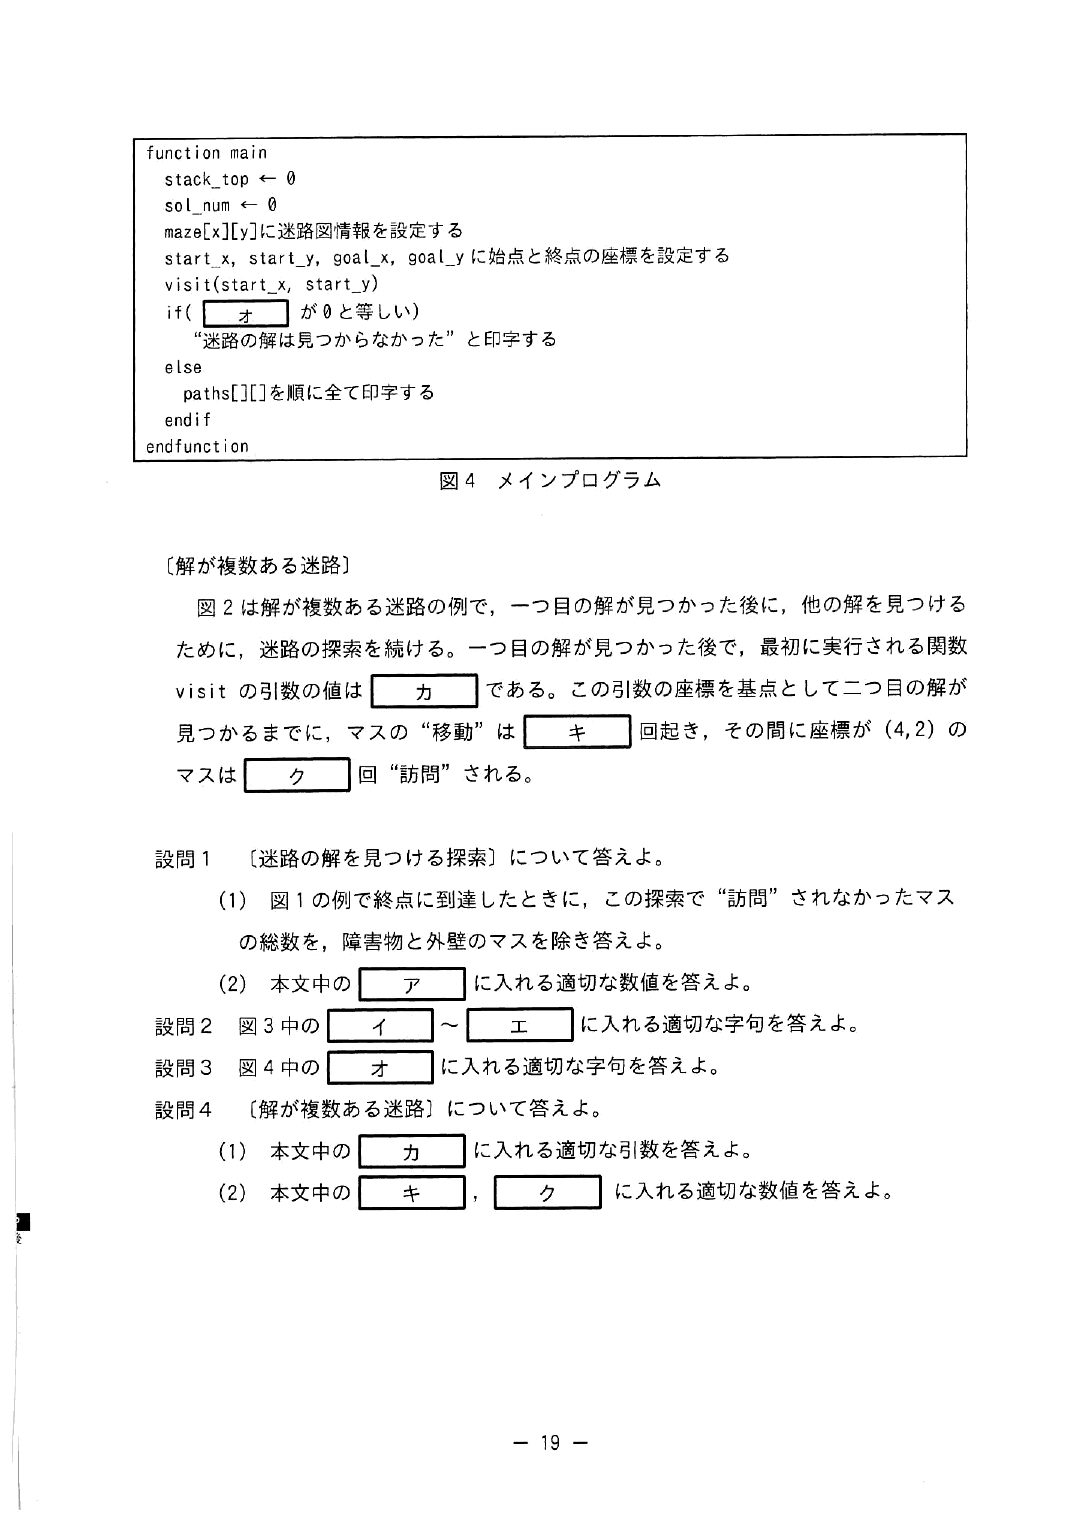 function main
stack_top ← 0
sol_num ← 0
maze[x][y]に迷路図情報を設定する
start_x, start_y, goal_x, goal_y に始点と終点の座標を設定する
visit(start_x, start_y)
if( オ が 0 と等しい)
“迷路の解は見つからなかった” と印字する
else
paths[][]を順に全て印字する
endif
endfunction
図4 メインプログラム
〔解が複数ある迷路〕
図2は解が複数ある迷路の例で，一つ目の解が見つかった後に，他の解を見つける
ために，迷路の探索を続ける。一つ目の解が見つかった後で，最初に実行される関数
visit の引数の値は カ である。この引数の座標を基点として二つ目の解が
見つかるまでに，マスの“移動”は キ 回起き，その間に座標が (4,2) の
マスは ク 回“訪問”される。
設問1 〔迷路の解を見つける探索〕について答えよ。
(1) 図1の例で終点に到達したときに，この探索で“訪問”されなかったマス
の総数を，障害物と外壁のマスを除き答えよ。
(2) 本文中の ア に入れる適切な数値を答えよ。
設問2 図3中の イ ～ エ に入れる適切な字句を答えよ。
設問3 図4中の オ に入れる適切な字句を答えよ。
設問4 〔解が複数ある迷路〕について答えよ。
(1) 本文中の カ に入れる適切な引数を答えよ。
(2) 本文中の キ ， ク に入れる適切な数値を答えよ。
― 19 ―